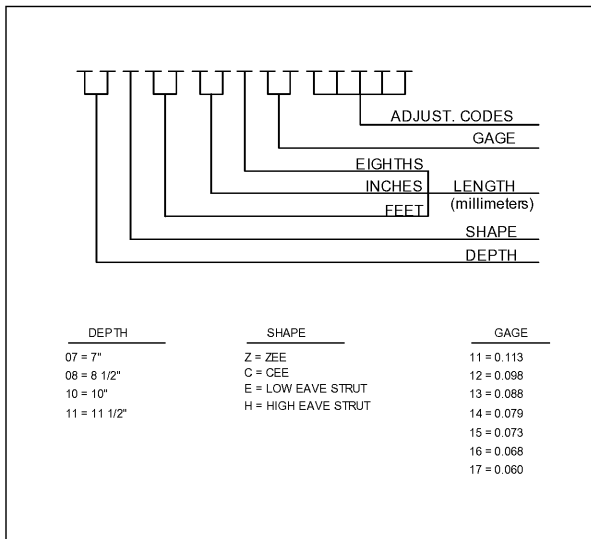 ADJUST. CODES
GAGE
EIGHTHS
INCHES
LENGTH
(millimeters)
FEET
SHAPE
DEPTH
DEPTH
07 = 7"
08 = 8 1/2"
10 = 10"
11 = 11 1/2"
SHAPE
Z = ZEE
C = CEE
E = LOW EAVE STRUT
H = HIGH EAVE STRUT
GAGE
11 = 0.113
12 = 0.098
13 = 0.088
14 = 0.079
15 = 0.073
16 = 0.068
17 = 0.060